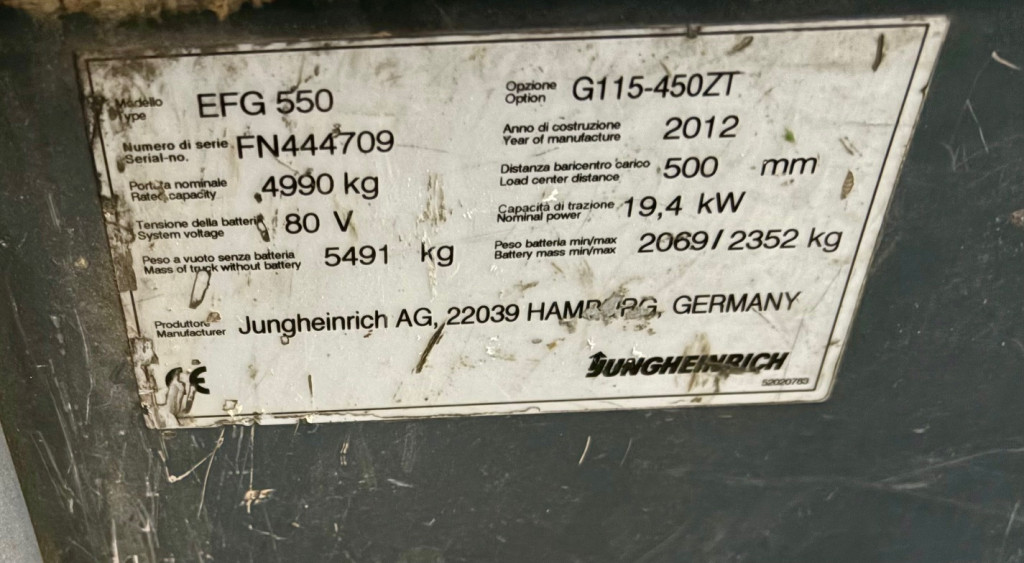 Modello
Type EFG 550
Opzione
Option G115-450ZT
Numero di serie
Serial-no. FN444709
Anno di costruzione
Year of manufacture 2012
Portata nominale
Rated capacity 4990 kg
Distanza baricentro carico
Load center distance 500 mm
Tensione della batteria
System voltage 80 V
Capacità di trazione
Nominal power 19,4 kW
Peso a vuoto senza batteria
Mass of truck without battery 5491 kg
Peso batteria min/max
Battery mass min/max 2069/2352 kg
Produttore
Manufacturer Jungheinrich AG, 22039 HAMBURG, GERMANY
CE
JUNGHEINRICH
52020783